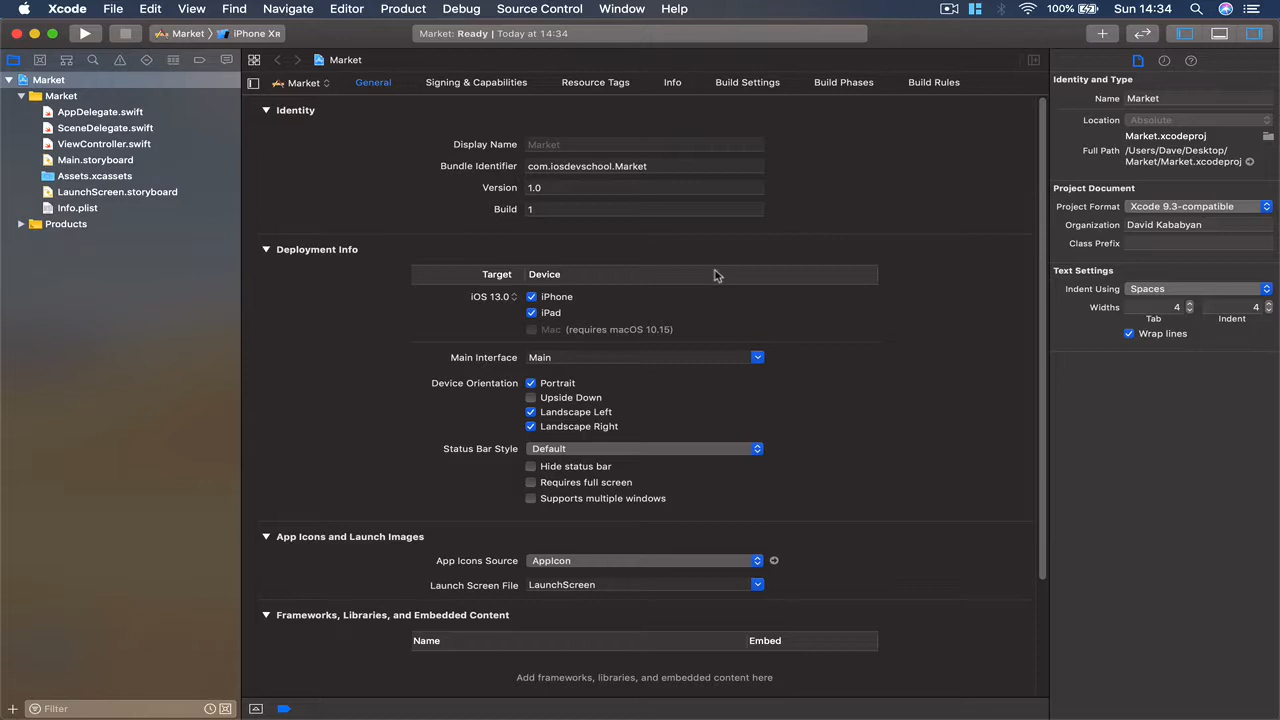 Xcode File Edit View Find Navigate Editor Product Debug Source Control Window Help 100% Sun 14:34
Market iPhone XR Market: Ready | Today at 14:34
Market
Market General Signing & Capabilities Resource Tags Info Build Settings Build Phases Build Rules
Market
Market
AppDelegate.swift
SceneDelegate.swift
ViewController.swift
Main.storyboard
Assets.xcassets
LaunchScreen.storyboard
Info.plist
Products
Filter
Identity
Display Name Market
Bundle Identifier com.iosdevschool.Market
Version 1.0
Build 1
Deployment Info
Target Device
iOS 13.0 iPhone
iPad
Mac (requires macOS 10.15)
Main Interface Main
Device Orientation Portrait
Upside Down
Landscape Left
Landscape Right
Status Bar Style Default
Hide status bar
Requires full screen
Supports multiple windows
App Icons and Launch Images
App Icons Source AppIcon
Launch Screen File LaunchScreen
Frameworks, Libraries, and Embedded Content
Name Embed
Add frameworks, libraries, and embedded content here
Identity and Type
Name Market
Location Absolute
Market.xcodeproj
Full Path /Users/Dave/Desktop/
Market/Market.xcodeproj
Project Document
Project Format Xcode 9.3-compatible
Organization David Kababyan
Class Prefix
Text Settings
Indent Using Spaces
Widths 4 4
Tab Indent
Wrap lines